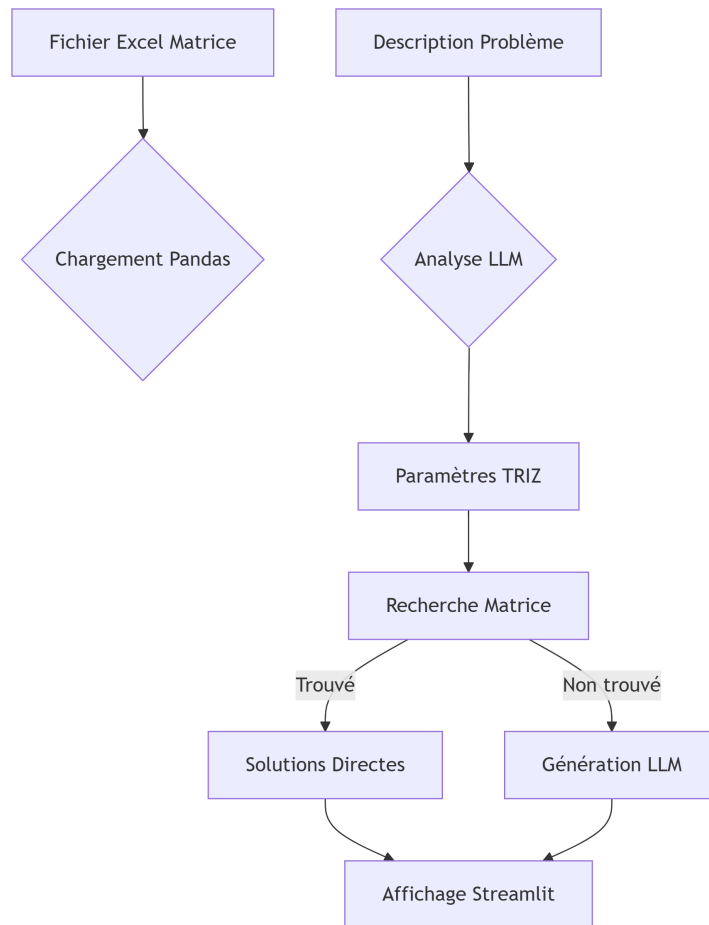 Fichier Excel Matrice
Description Problème
Chargement Pandas
Analyse LLM
Paramètres TRIZ
Recherche Matrice
Trouvé
Non trouvé
Solutions Directes
Génération LLM
Affichage Streamlit